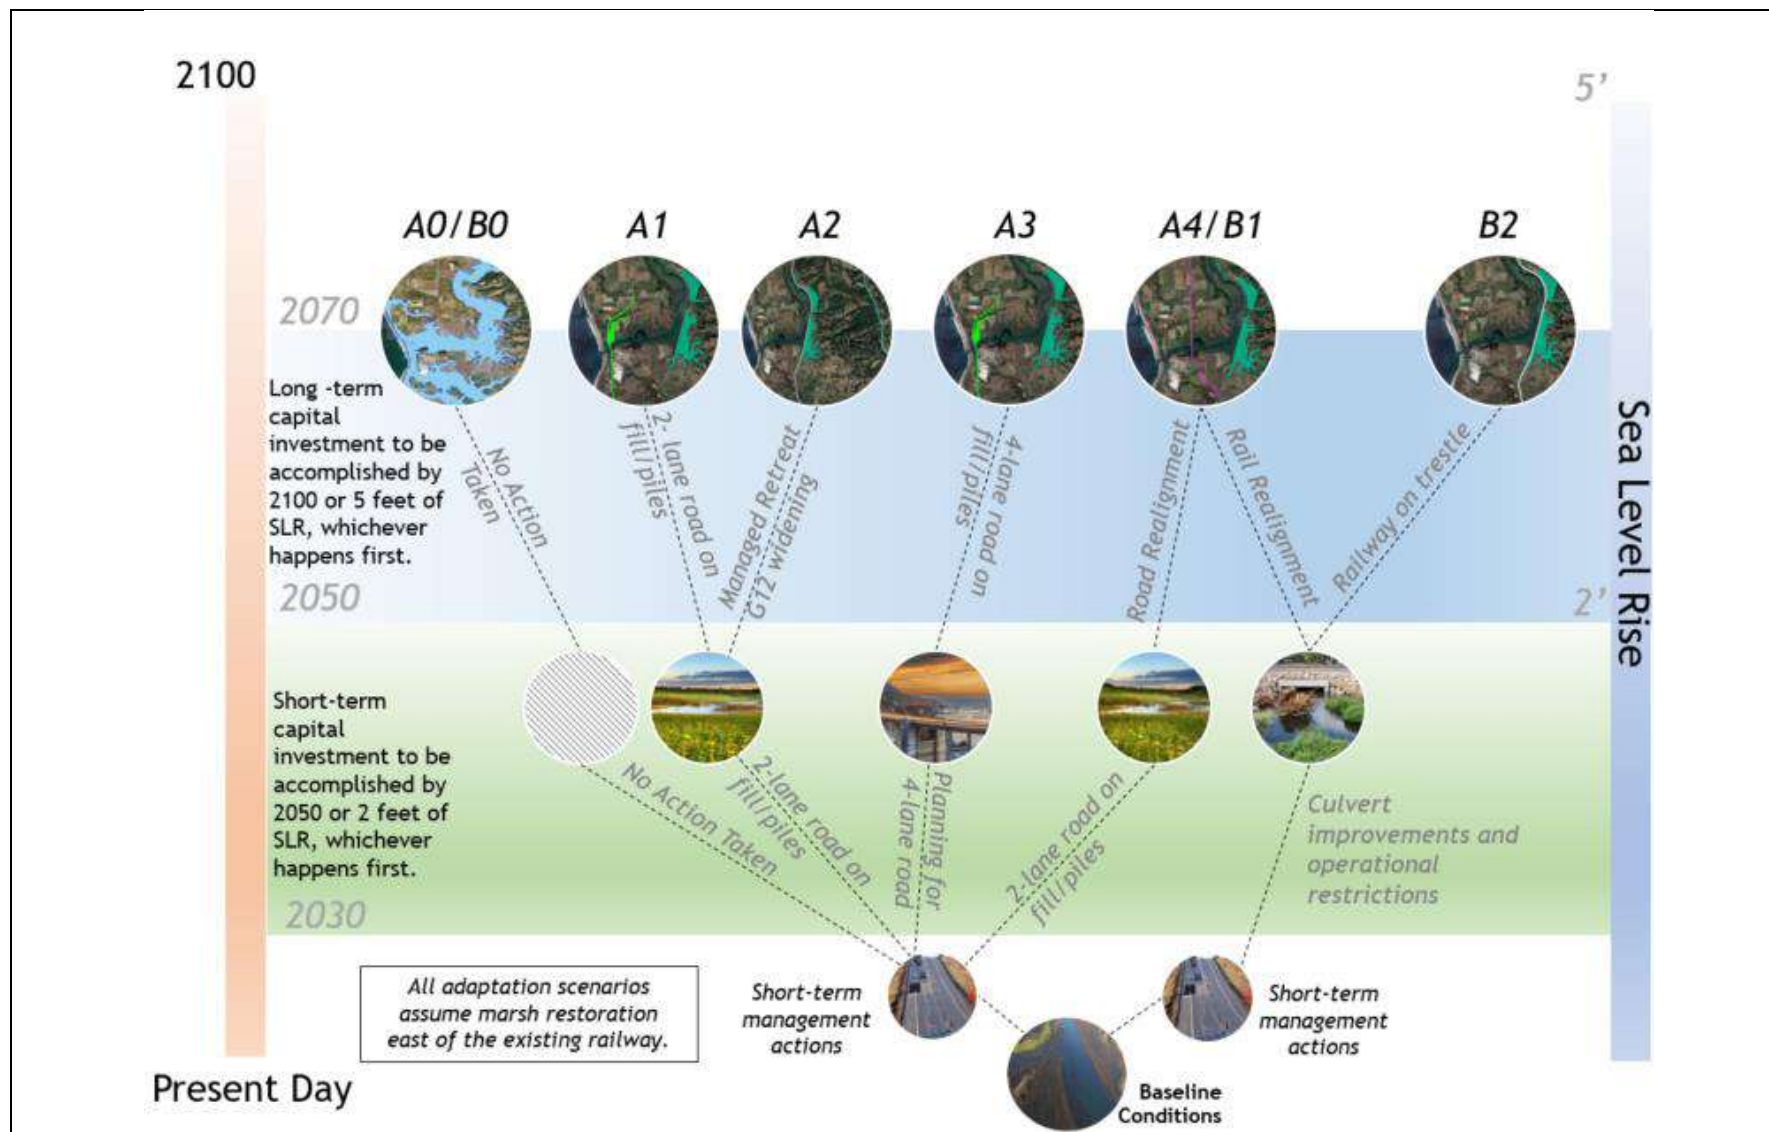 2100
5’
A0/B0
A1
A2
A3
A4/B1
B2
2070
Long -term
capital
investment to be
accomplished by
2100 or 5 feet of
SLR, whichever
happens first.
No Action
Taken
2- lane road on
fill/piles
Managed Retreat
G12 widening
4-lane road on
fill/piles
Road Realignment
Rail Realignment
Railway on trestle
Sea Level Rise
2050
2’
Short-term
capital
investment to be
accomplished by
2050 or 2 feet of
SLR, whichever
happens first.
No Action Taken
2-lane road on
fill/piles
Planning for
4-lane road
2-lane road on
fill/piles
Culvert
improvements and
operational
restrictions
2030
All adaptation scenarios
assume marsh restoration
east of the existing railway.
Short-term
management
actions
Short-term
management
actions
Present Day
Baseline
Conditions